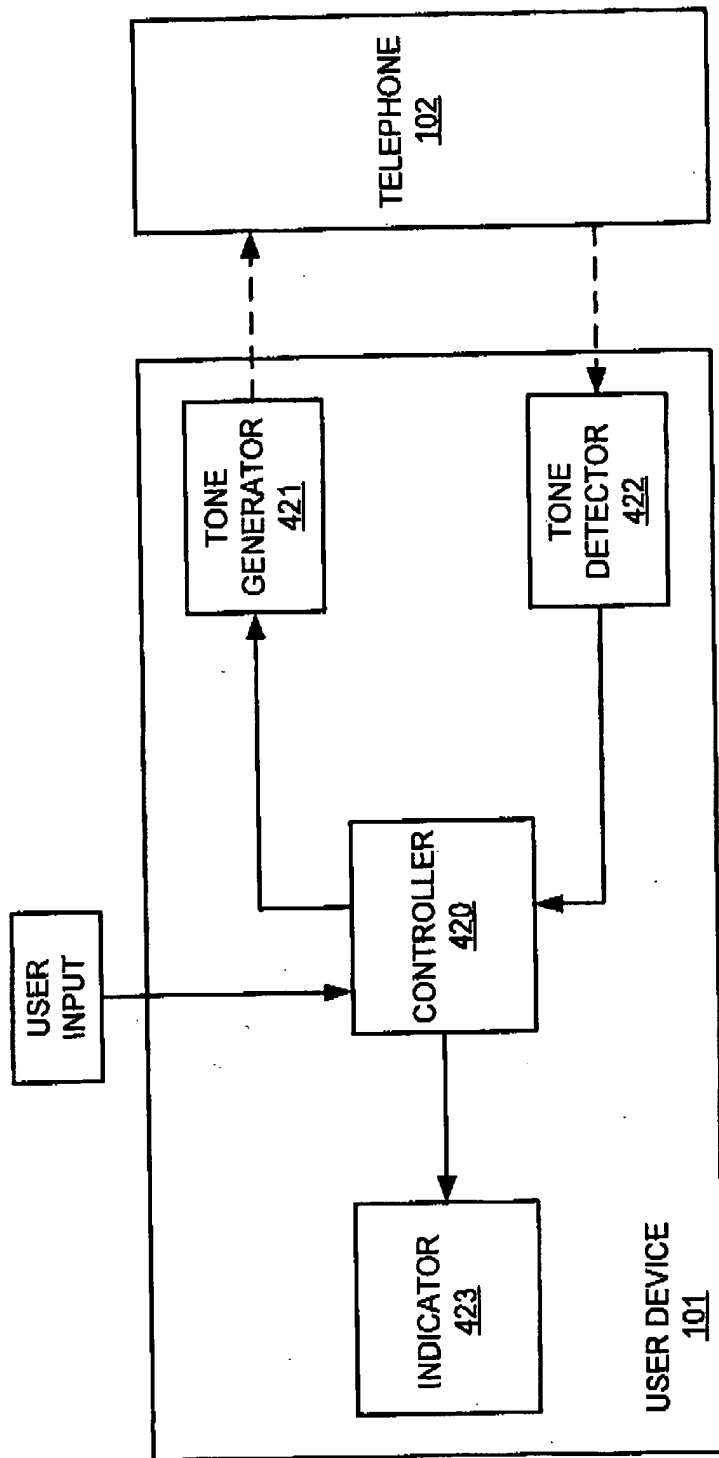 USER
INPUT
TONE
GENERATOR
421
TELEPHONE
102
CONTROLLER
420
INDICATOR
423
TONE
DETECTOR
422
USER DEVICE
101